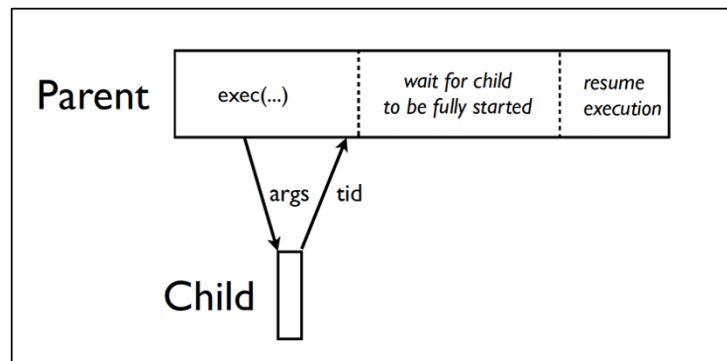 Parent
exec(...)
wait for child
to be fully started
resume
execution
args
tid
Child